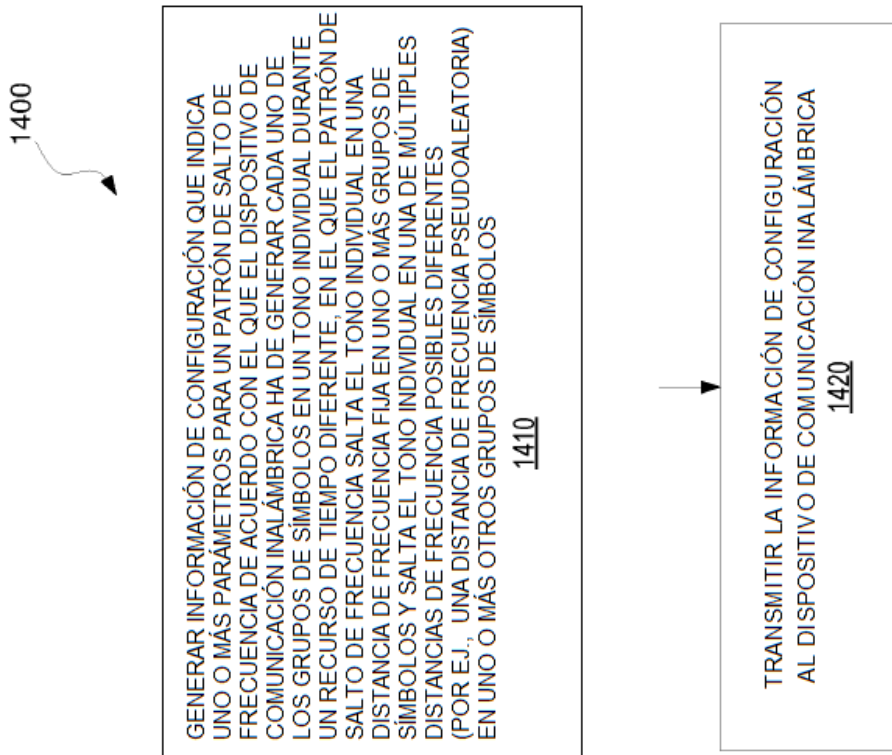 1400
GENERAR INFORMACIÓN DE CONFIGURACIÓN QUE INDICA
UNO O MÁS PARÁMETROS PARA UN PATRÓN DE SALTO DE
FRECUENCIA DE ACUERDO CON EL QUE EL DISPOSITIVO DE
COMUNICACIÓN INALÁMBRICA HA DE GENERAR CADA UNO DE
LOS GRUPOS DE SÍMBOLOS EN UN TONO INDIVIDUAL DURANTE
UN RECURSO DE TIEMPO DIFERENTE, EN EL QUE EL PATRÓN DE
SALTO DE FRECUENCIA SALTA EL TONO INDIVIDUAL EN UNA
DISTANCIA DE FRECUENCIA FIJA EN UNO O MÁS GRUPOS DE
SÍMBOLOS Y SALTA EL TONO INDIVIDUAL EN UNA DE MÚLTIPLES
DISTANCIAS DE FRECUENCIA POSIBLES DIFERENTES
(POR EJ., UNA DISTANCIA DE FRECUENCIA PSEUDOALEATORIA)
EN UNO O MÁS OTROS GRUPOS DE SÍMBOLOS
1410
TRANSMITIR LA INFORMACIÓN DE CONFIGURACIÓN
AL DISPOSITIVO DE COMUNICACIÓN INALÁMBRICA
1420